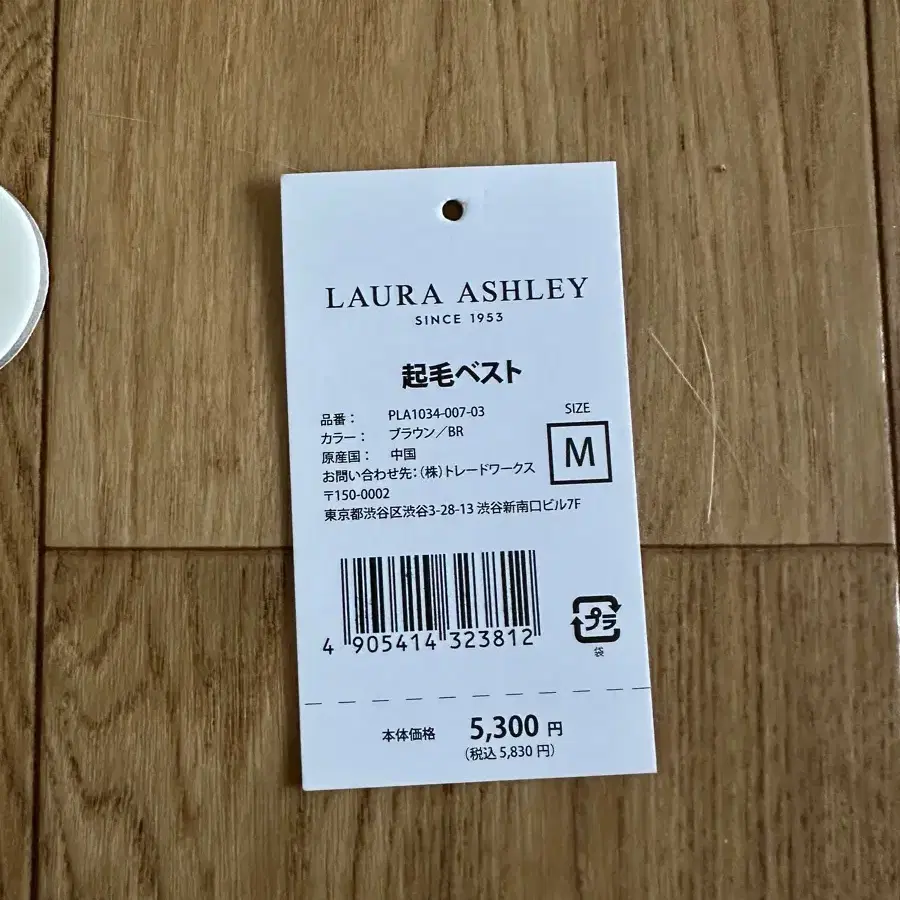 LAURA ASHLEY
SINCE 1953
起毛ベスト
品番： PLA1034-007-03
カラー： ブラウン／BR
原産国： 中国
お問い合わせ先：（株）トレードワークス
〒150-0002
東京都渋谷区渋谷3-28-13 渋谷新南口ビル7F
SIZE
M
4 905414 323812
プラ
袋
本体価格 5,300 円
（税込 5,830 円）